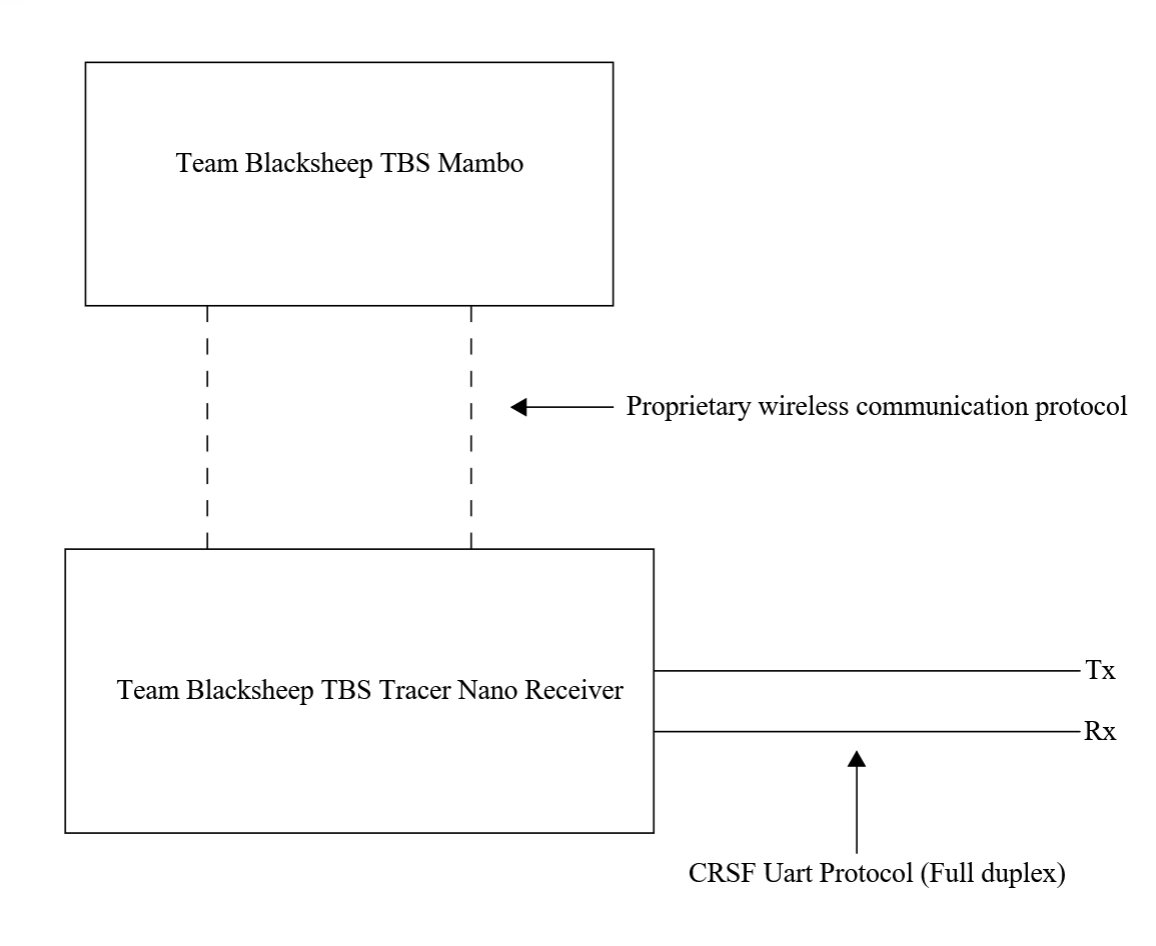 Team Blacksheep TBS Mambo
Proprietary wireless communication protocol
Team Blacksheep TBS Tracer Nano Receiver
Tx
Rx
CRSF Uart Protocol (Full duplex)